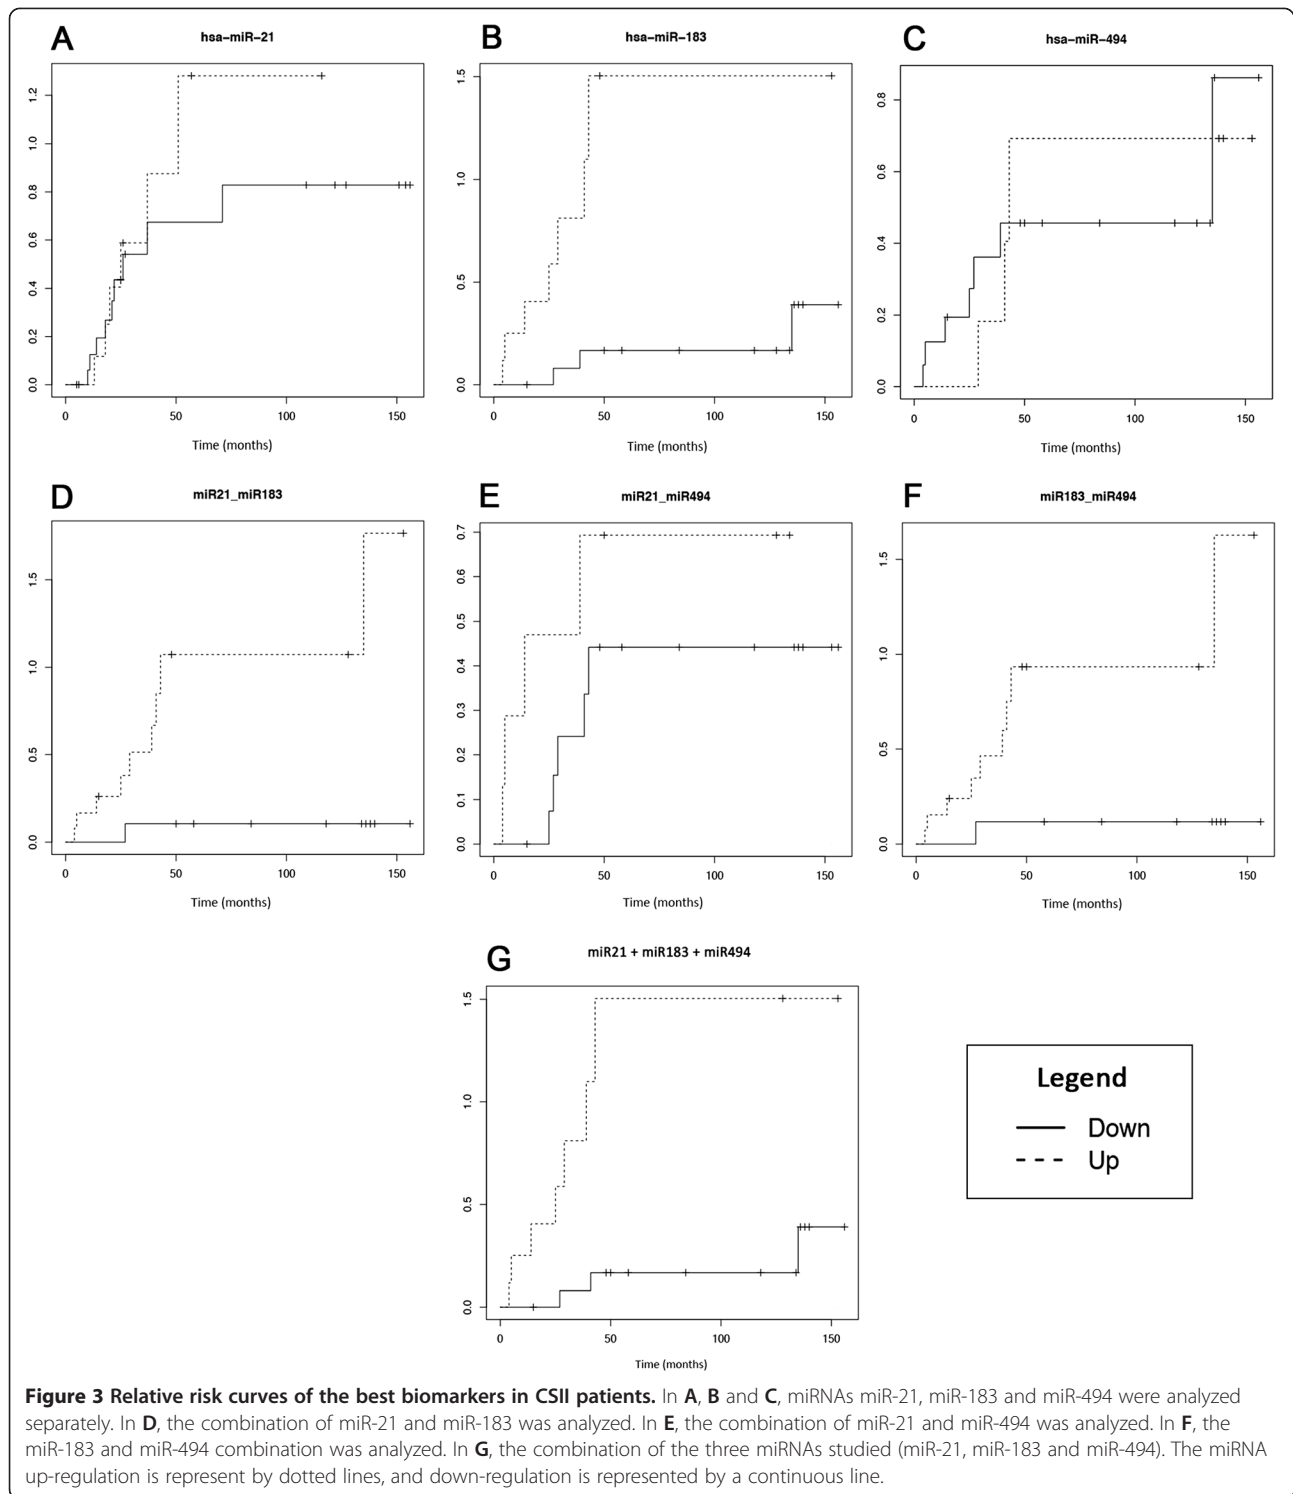 A
hsa-miR-21
0.0 0.2 0.4 0.6 0.8 1.0 1.2
0 50 100 150
Time (months)
B
hsa-miR-183
0.0 0.5 1.0 1.5
0 50 100 150
Time (months)
C
hsa-miR-494
0.0 0.2 0.4 0.6 0.8
0 50 100 150
Time (months)
D
miR21_miR183
0.0 0.5 1.0 1.5
0 50 100 150
Time (months)
E
miR21_miR494
0.0 0.1 0.2 0.3 0.4 0.5 0.6 0.7
0 50 100 150
Time (months)
F
miR183_miR494
0.0 0.5 1.0 1.5
0 50 100 150
Time (months)
G
miR21 + miR183 + miR494
0.0 0.5 1.0 1.5
0 50 100 150
Time (months)
Legend
Down
Up
Figure 3 Relative risk curves of the best biomarkers in CSII patients. In A, B and C, miRNAs miR-21, miR-183 and miR-494 were analyzed
separately. In D, the combination of miR-21 and miR-183 was analyzed. In E, the combination of miR-21 and miR-494 was analyzed. In F, the
miR-183 and miR-494 combination was analyzed. In G, the combination of the three miRNAs studied (miR-21, miR-183 and miR-494). The miRNA
up-regulation is represent by dotted lines, and down-regulation is represented by a continuous line.